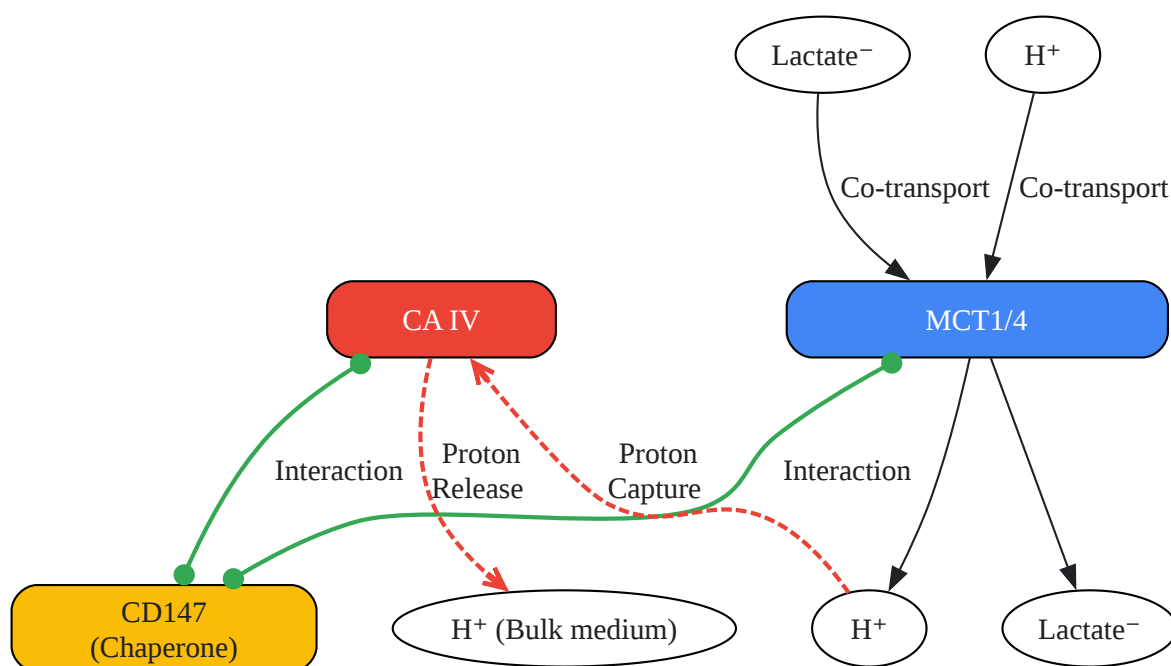 Lactate⁻
H⁺
Co-transport
Co-transport
CA IV
MCT1/4
Interaction
Proton
Release
Proton
Capture
Interaction
CD147
(Chaperone)
H⁺ (Bulk medium)
H⁺
Lactate⁻